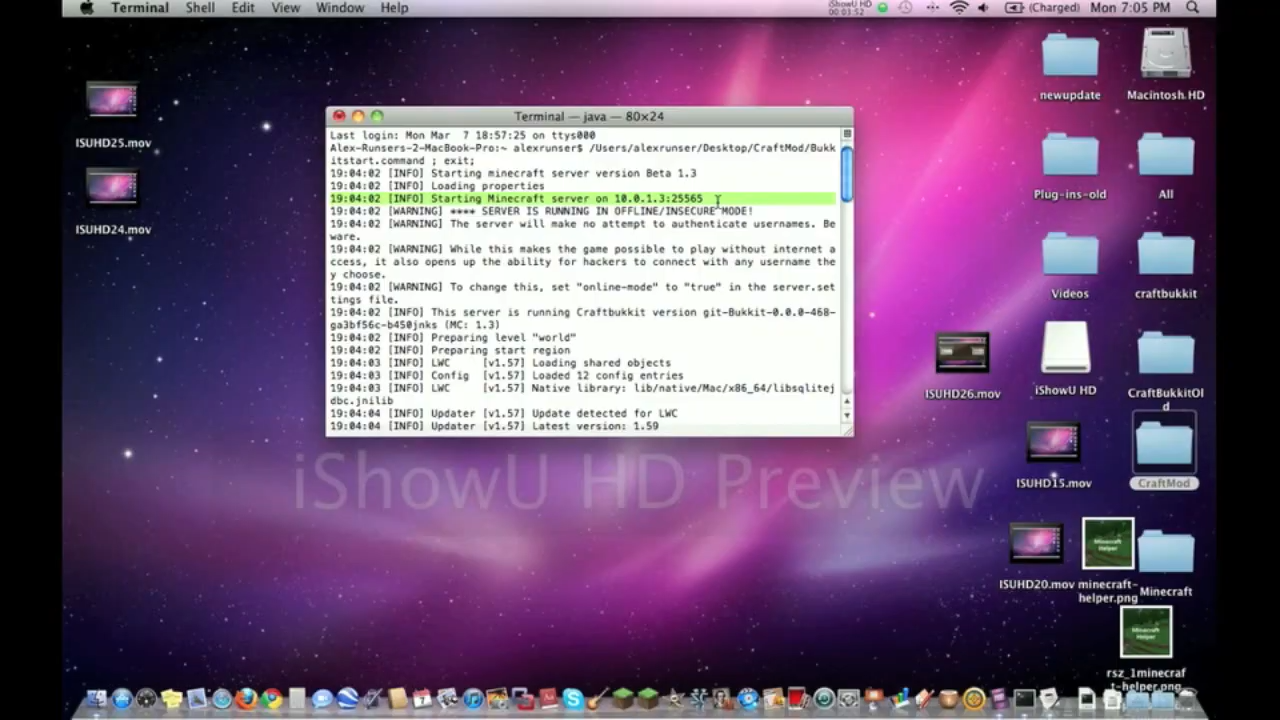 Terminal Shell Edit View Window Help
iShowU HD
00:03:52
(Charged) Mon 7:05 PM
ISUHD25.mov
ISUHD24.mov
Terminal — java — 80×24
Last login: Mon Mar  7 18:57:25 on ttys000
Alex-Runsers-2-MacBook-Pro:~ alexrunser$ /Users/alexrunser/Desktop/CraftMod/Bukk
itstart.command ; exit;
19:04:02 [INFO] Starting minecraft server version Beta 1.3
19:04:02 [INFO] Loading properties
19:04:02 [INFO] Starting Minecraft server on 10.0.1.3:25565
19:04:02 [WARNING] **** SERVER IS RUNNING IN OFFLINE/INSECURE MODE!
19:04:02 [WARNING] The server will make no attempt to authenticate usernames. Be
ware.
19:04:02 [WARNING] While this makes the game possible to play without internet a
ccess, it also opens up the ability for hackers to connect with any username the
y choose.
19:04:02 [WARNING] To change this, set "online-mode" to "true" in the server.set
tings file.
19:04:02 [INFO] This server is running Craftbukkit version git-Bukkit-0.0.0-468-
ga3bf56c-b450jnks (MC: 1.3)
19:04:02 [INFO] Preparing level "world"
19:04:02 [INFO] Preparing start region
19:04:03 [INFO] LWC     [v1.57] Loading shared objects
19:04:03 [INFO] Config  [v1.57] Loaded 12 config entries
19:04:03 [INFO] LWC     [v1.57] Native library: lib/native/Mac/x86_64/libsqlitej
dbc.jnilib
19:04:04 [INFO] Updater [v1.57] Update detected for LWC
19:04:04 [INFO] Updater [v1.57] Latest version: 1.59
newupdate
Macintosh HD
Plug-ins-old
All
Videos
craftbukkit
ISUHD26.mov
iShowU HD
CraftBukkitOl
d
ISUHD15.mov
CraftMod
Minecraft
Helper
ISUHD20.mov
minecraft-
helper.png
Minecraft
Minecraft
Helper
rsz_1minecraf
t-helper.png
iShowU HD Preview